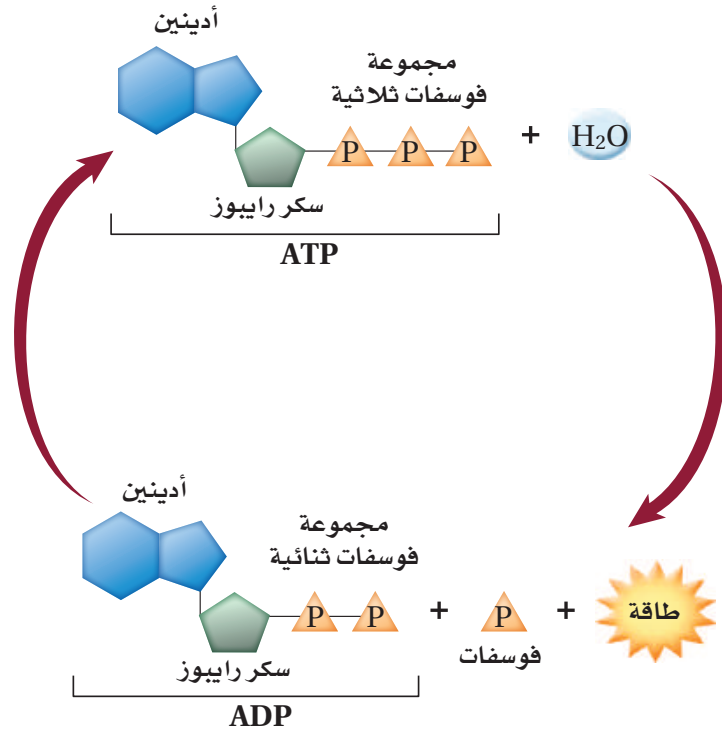 أدينين
مجموعة
فوسفات ثلاثية
P P P + H₂O
سكر رايبوز
ATP
أدينين
مجموعة
فوسفات ثنائية
P P + P + طاقة
فوسفات
سكر رايبوز
ADP